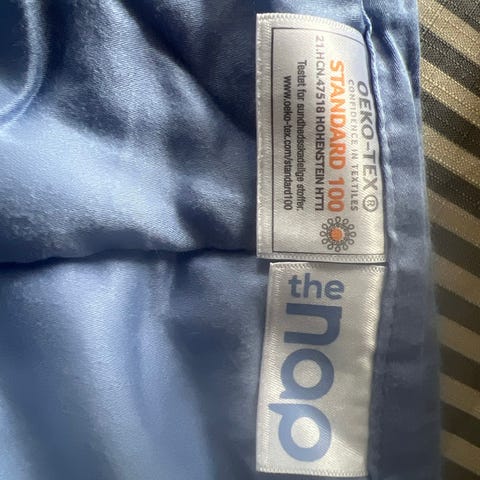 OEKO-TEX®
CONFIDENCE IN TEXTILES
STANDARD 100
21.HCN.47518 HOHENSTEIN HTTI
Testet for sundhedsskadelige stoffer.
www.oeko-tex.com/standard100
the
nap